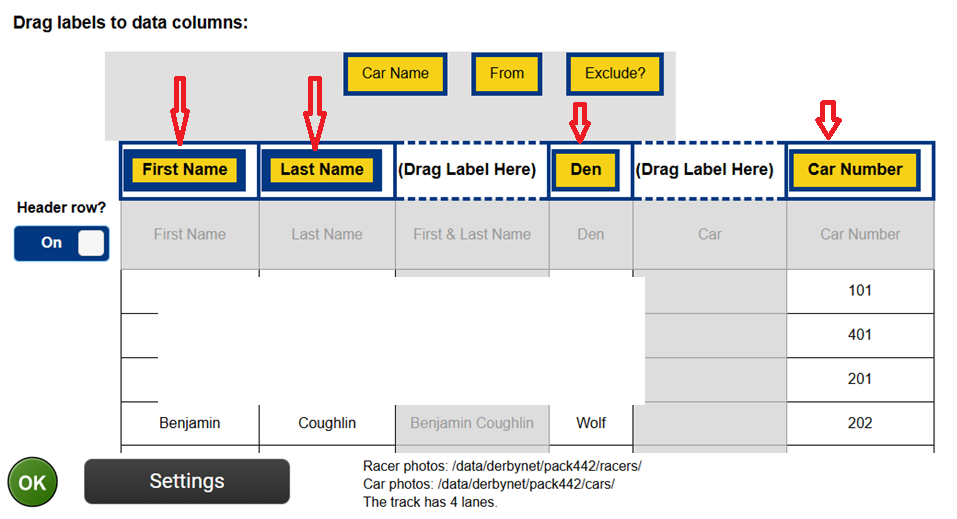 Drag labels to data columns:
Car Name From Exclude?
First Name Last Name (Drag Label Here) Den (Drag Label Here) Car Number
Header row?
On
First Name Last Name First & Last Name Den Car Car Number
101
401
201
Benjamin Coughlin Benjamin Coughlin Wolf 202
OK
Settings
Racer photos: /data/derbynet/pack442/racers/
Car photos: /data/derbynet/pack442/cars/
The track has 4 lanes.